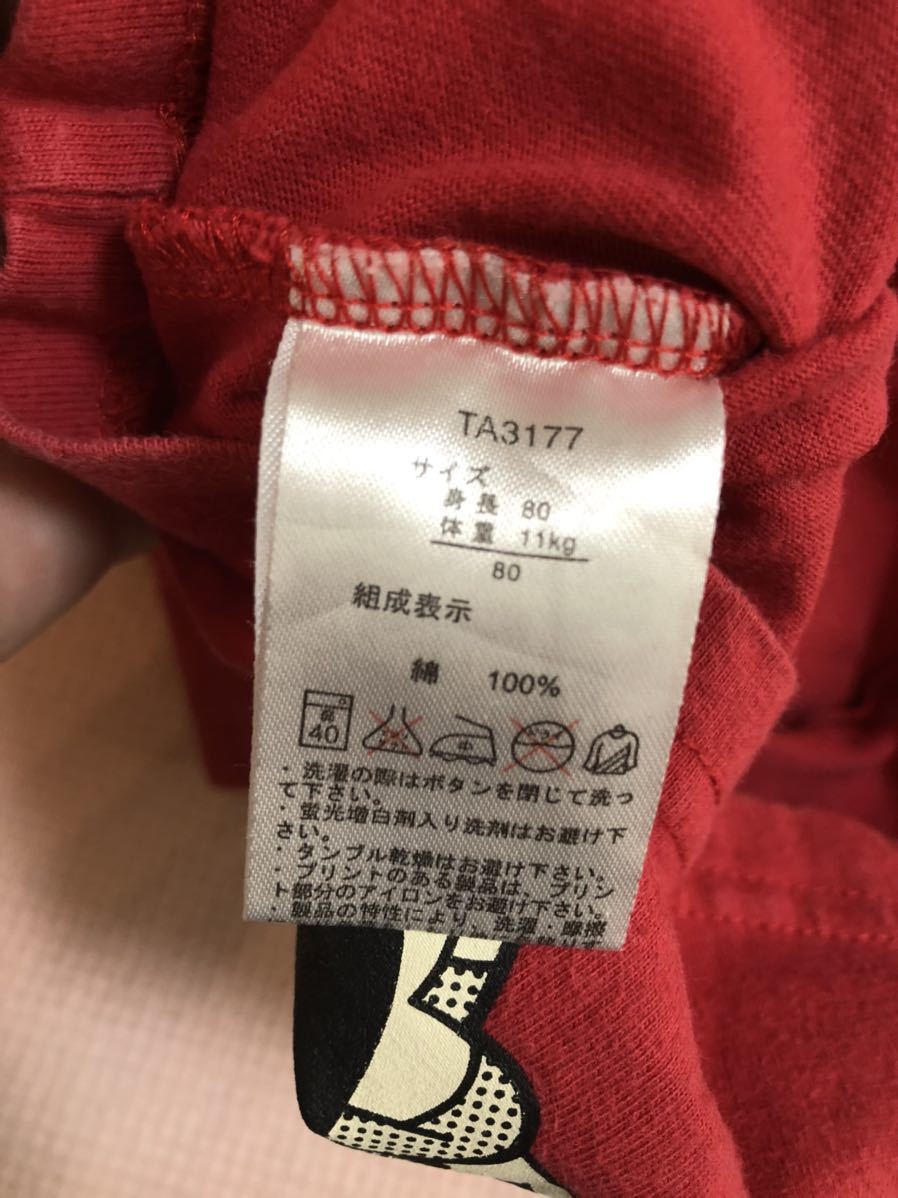 TA3177
サイズ
身長 80
体重 11kg
80
組成表示
綿 100%
40
中
・洗濯の際はボタンを閉じて洗っ
て下さい。
・蛍光増白剤入り洗剤はお避け下
さい。
・タンブル乾燥はお避け下さい。
・プリントのある製品は、プリン
ト部分のアイロンをお避け下さい。
・製品の特性により、洗濯・摩擦